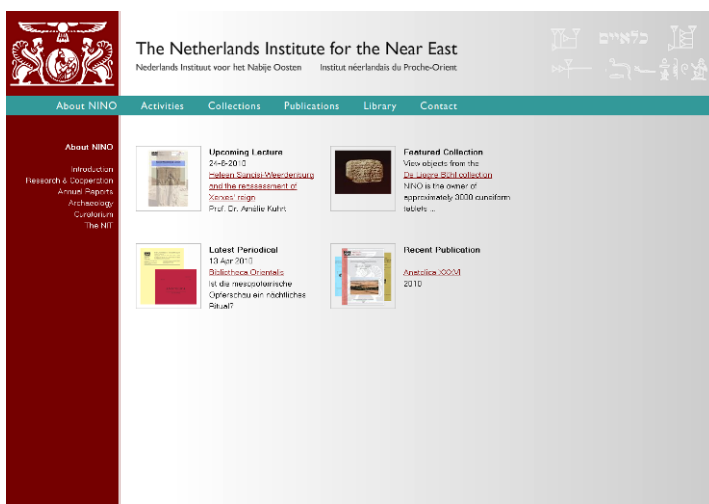 The Netherlands Institute for the Near East
Nederlands Instituut voor het Nabije Oosten Institut néerlandais du Proche-Orient
כלאיים
About NINO Activities Collections Publications Library Contact
About NINO
Introduction
Research & Cooperation
Annual Reports
Archaeology
Curatorium
The NIT
Upcoming Lecture
24-6-2010
Heleen Sancisi-Weerdenburg
and the reassessment of
Xerxes' reign
Prof. Dr. Amélie Kuhrt
Featured Collection
View objects from the
De Liagre Böhl collection
NINO is the owner of
approximately 3000 cuneiform
tablets ...
Latest Periodical
13 Apr 2010
Bibliotheca Orientalis
Ist die mesopotamische
Opferschau ein nächtliches
Ritual?
Recent Publication
Anatolica XXXVI
2010